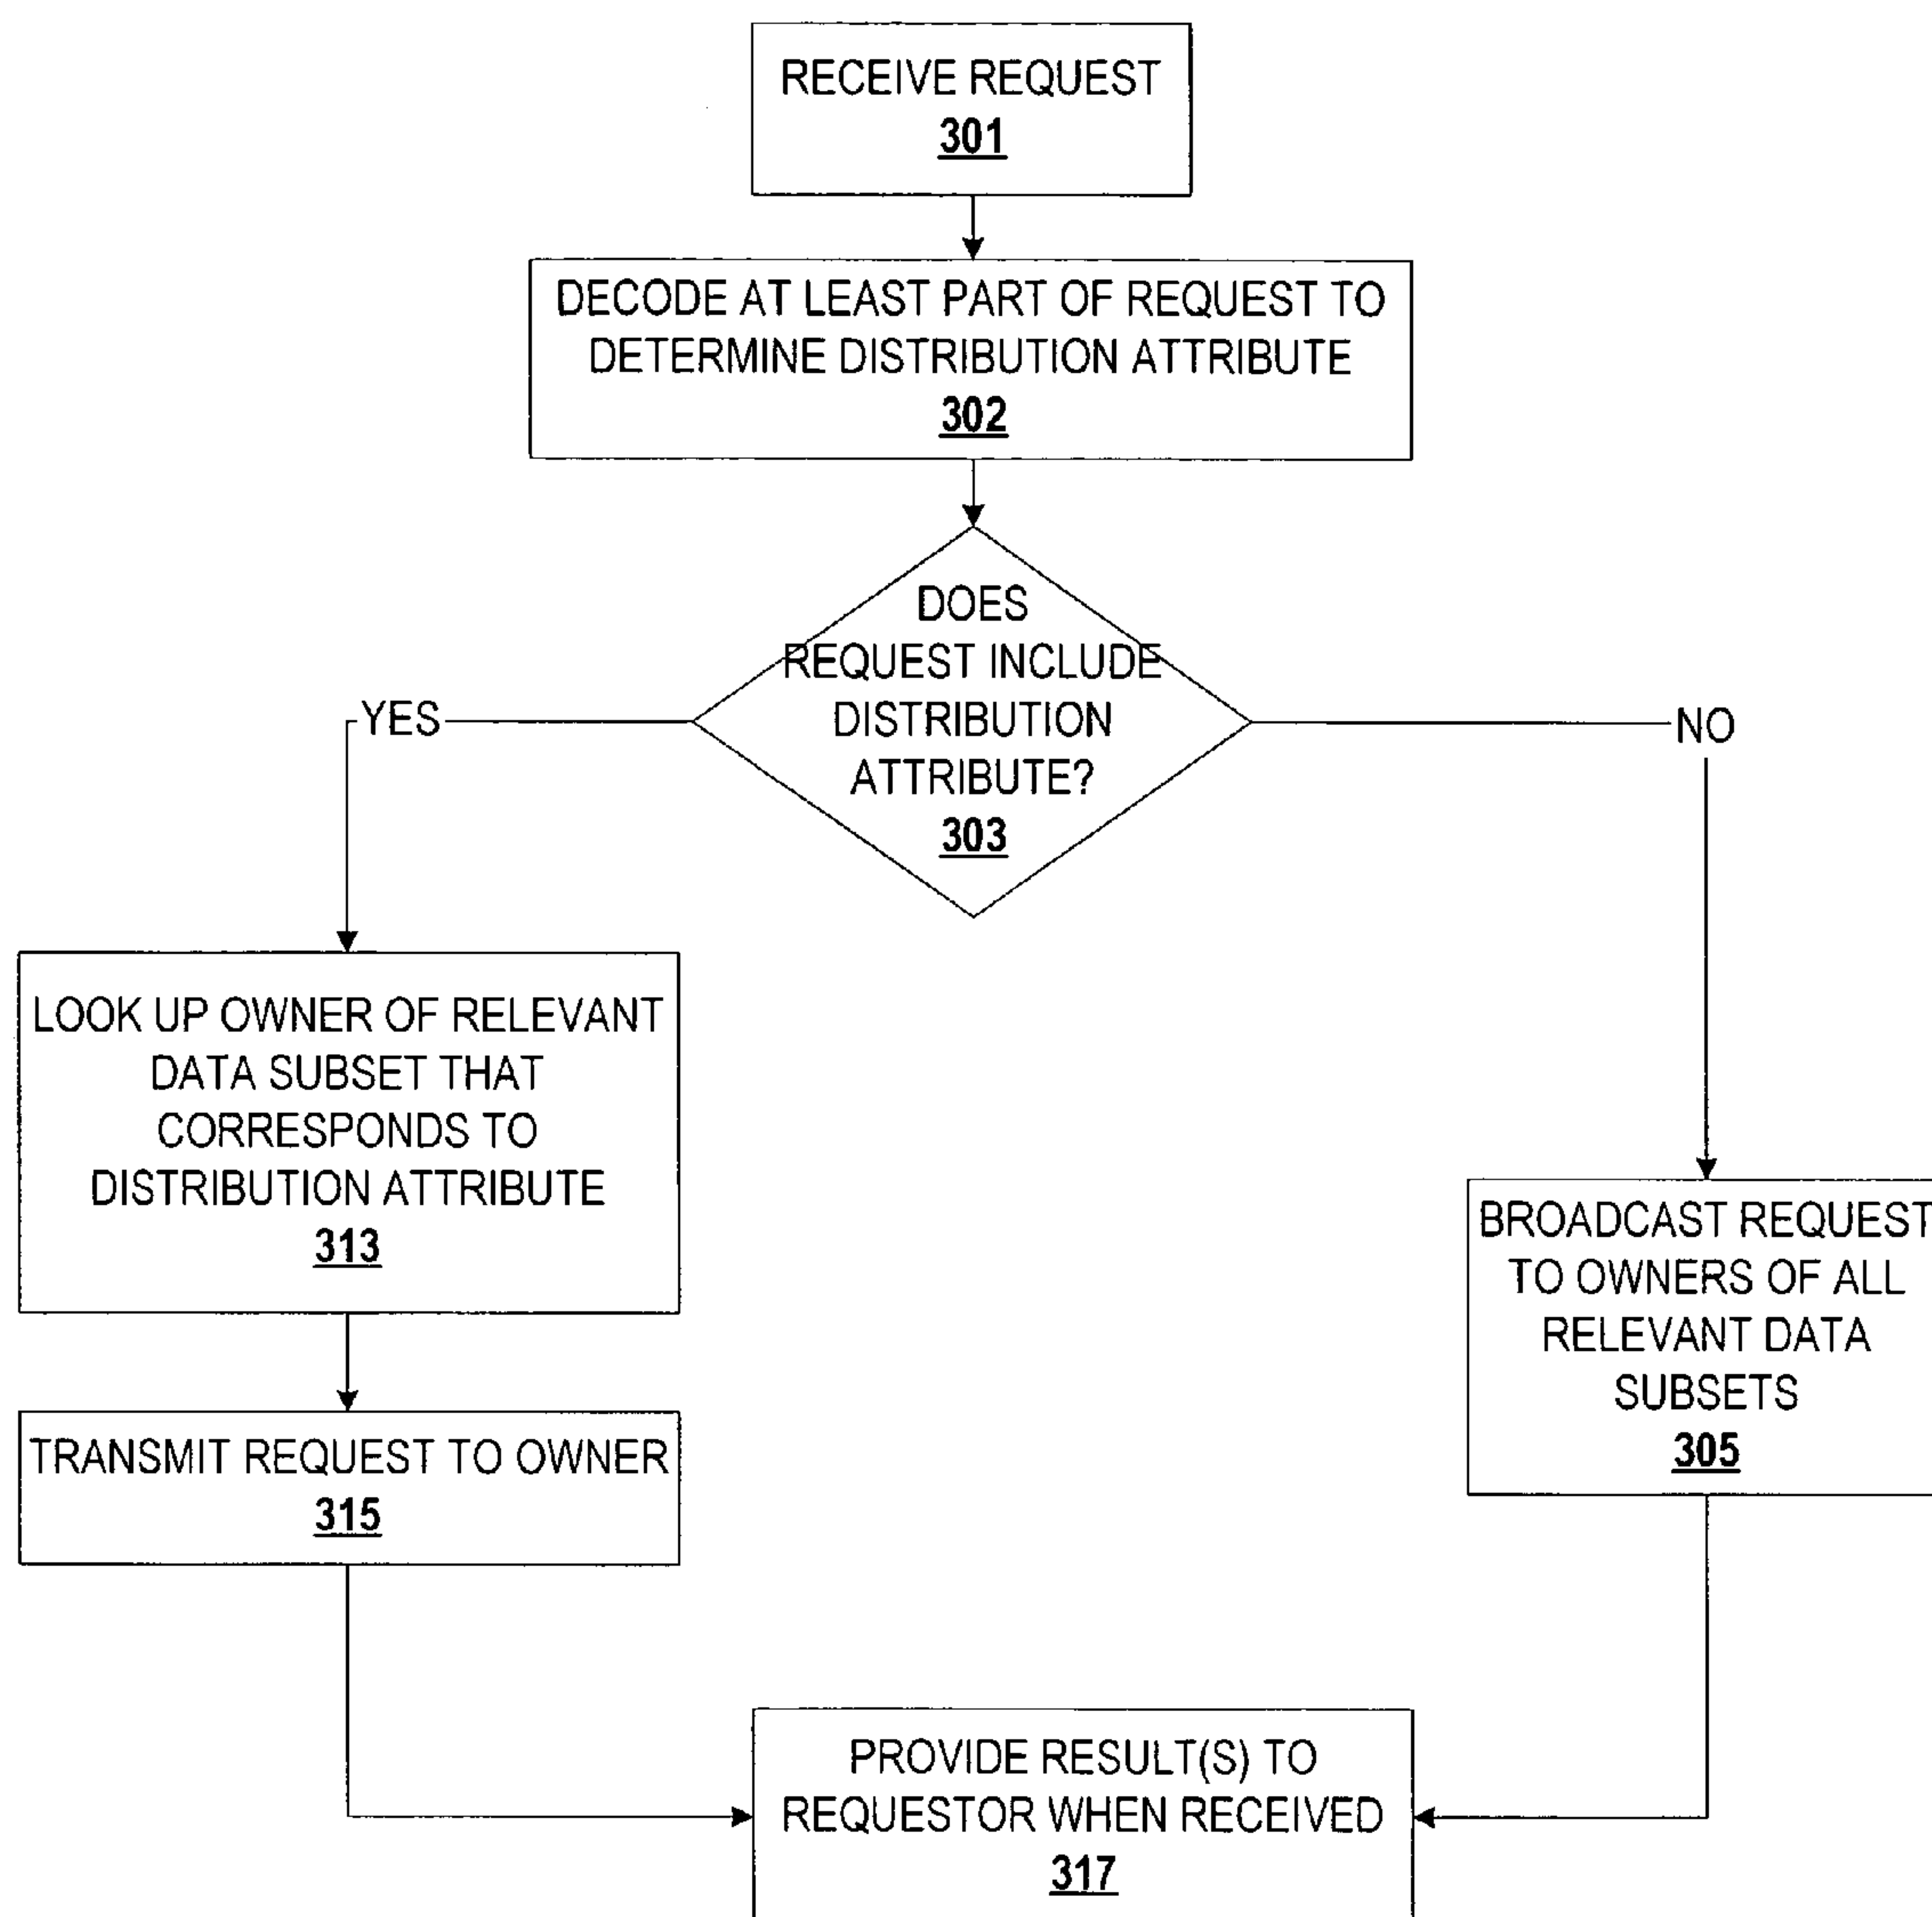 RECEIVE REQUEST
301
DECODE AT LEAST PART OF REQUEST TO
DETERMINE DISTRIBUTION ATTRIBUTE
302
DOES
REQUEST INCLUDE
DISTRIBUTION
ATTRIBUTE?
303
YES
NO
LOOK UP OWNER OF RELEVANT
DATA SUBSET THAT
CORRESPONDS TO
DISTRIBUTION ATTRIBUTE
313
BROADCAST REQUEST
TO OWNERS OF ALL
RELEVANT DATA
SUBSETS
305
TRANSMIT REQUEST TO OWNER
315
PROVIDE RESULT(S) TO
REQUESTOR WHEN RECEIVED
317